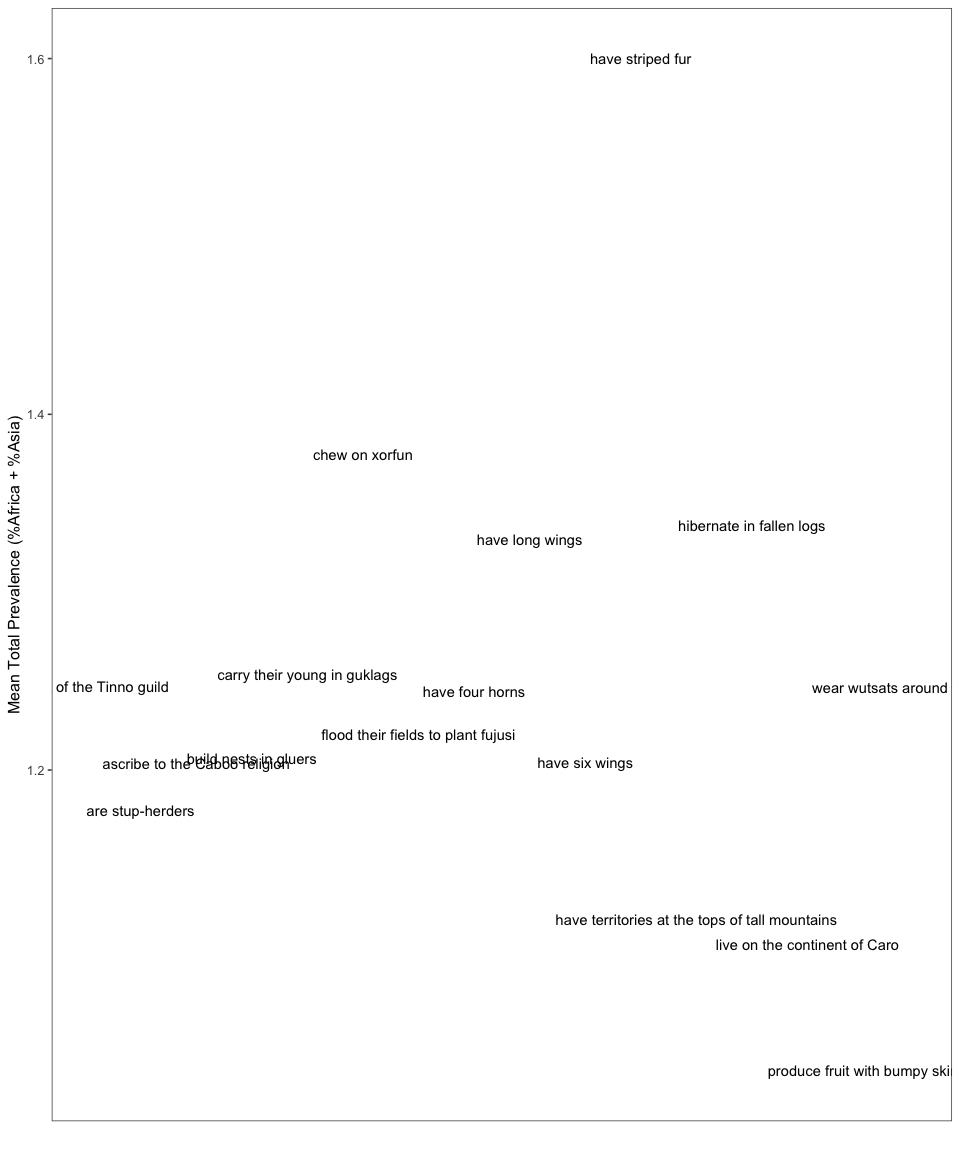 have striped fur
1.6
1.4
Mean Total Prevalence (%Africa + %Asia)
chew on xorfun
hibernate in fallen logs
have long wings
carry their young in guklags
of the Tinno guild
have four horns
wear wutsats around
flood their fields to plant fujusi
build nests in gluers
ascribe to the Caboo religion
have six wings
1.2
are stup-herders
have territories at the tops of tall mountains
live on the continent of Caro
produce fruit with bumpy ski